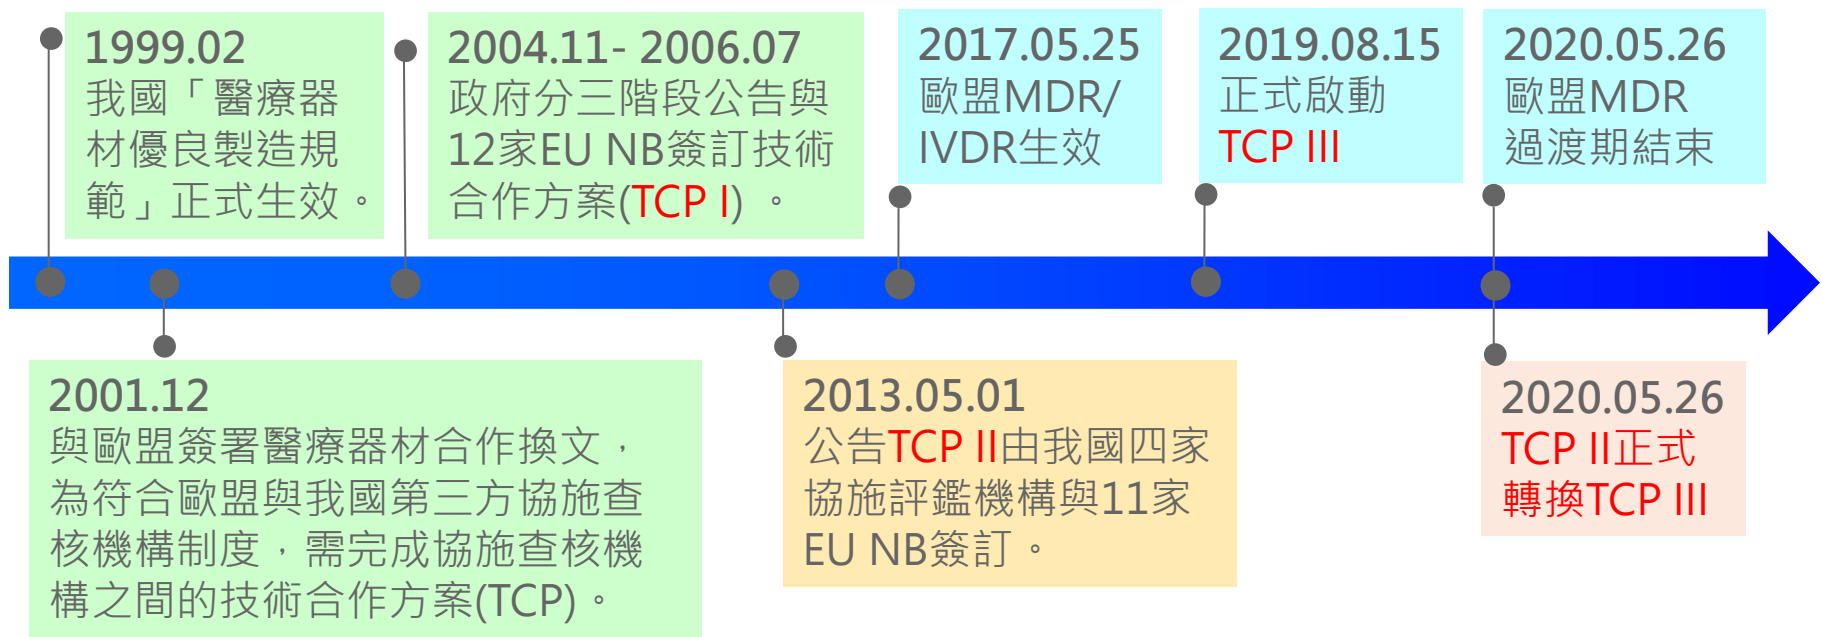 1999.02
我國「醫療器
材優良製造規
範」正式生效。
2004.11- 2006.07
政府分三階段公告與
12家EU NB簽訂技術
合作方案(TCP I) 。
2017.05.25
歐盟MDR/
IVDR生效
2019.08.15
正式啟動
TCP III
2020.05.26
歐盟MDR
過渡期結束
2001.12
與歐盟簽署醫療器材合作換文，
為符合歐盟與我國第三方協施查
核機構制度，需完成協施查核機
構之間的技術合作方案(TCP)。
2013.05.01
公告TCP II由我國四家
協施評鑑機構與11家
EU NB簽訂。
2020.05.26
TCP II正式
轉換TCP III